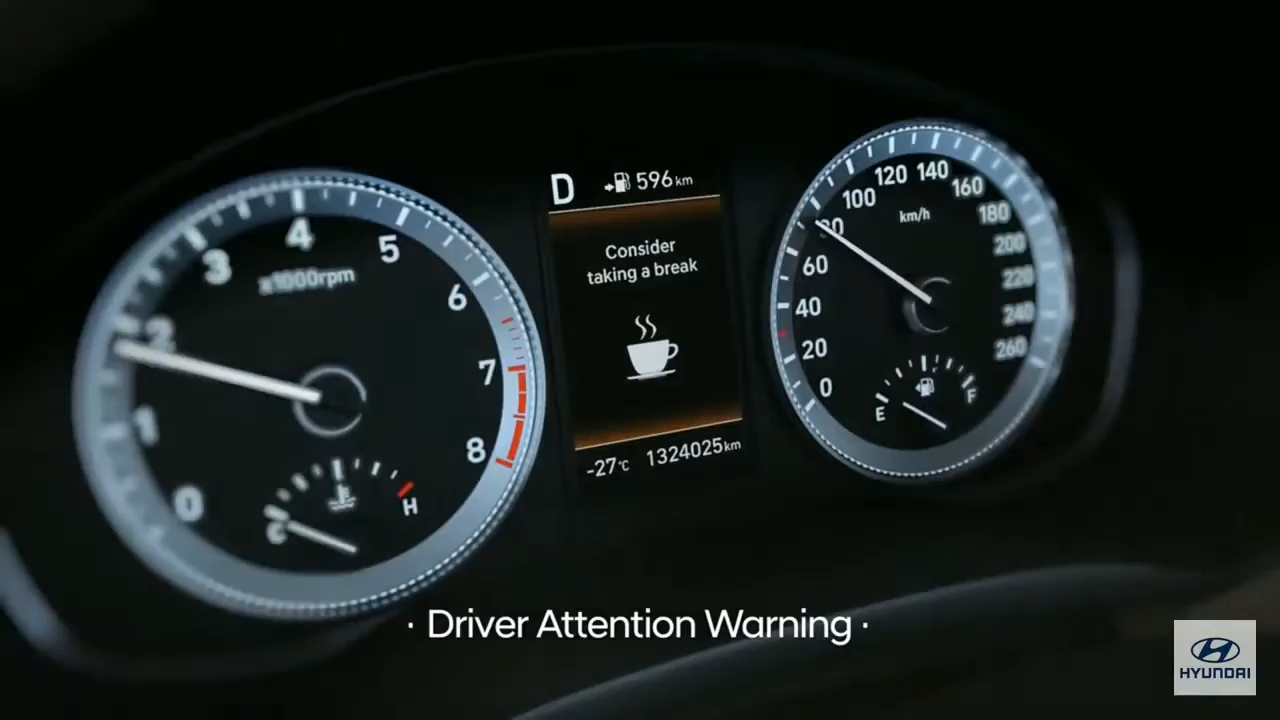 D
596 km
Consider
taking a break
-27°C 1324025km
0
1
2
3
4
5
6
7
8
x1000rpm
C
H
0
20
40
60
80
100
120
140
160
180
200
220
240
260
km/h
E
F
· Driver Attention Warning ·
HYUNDAI